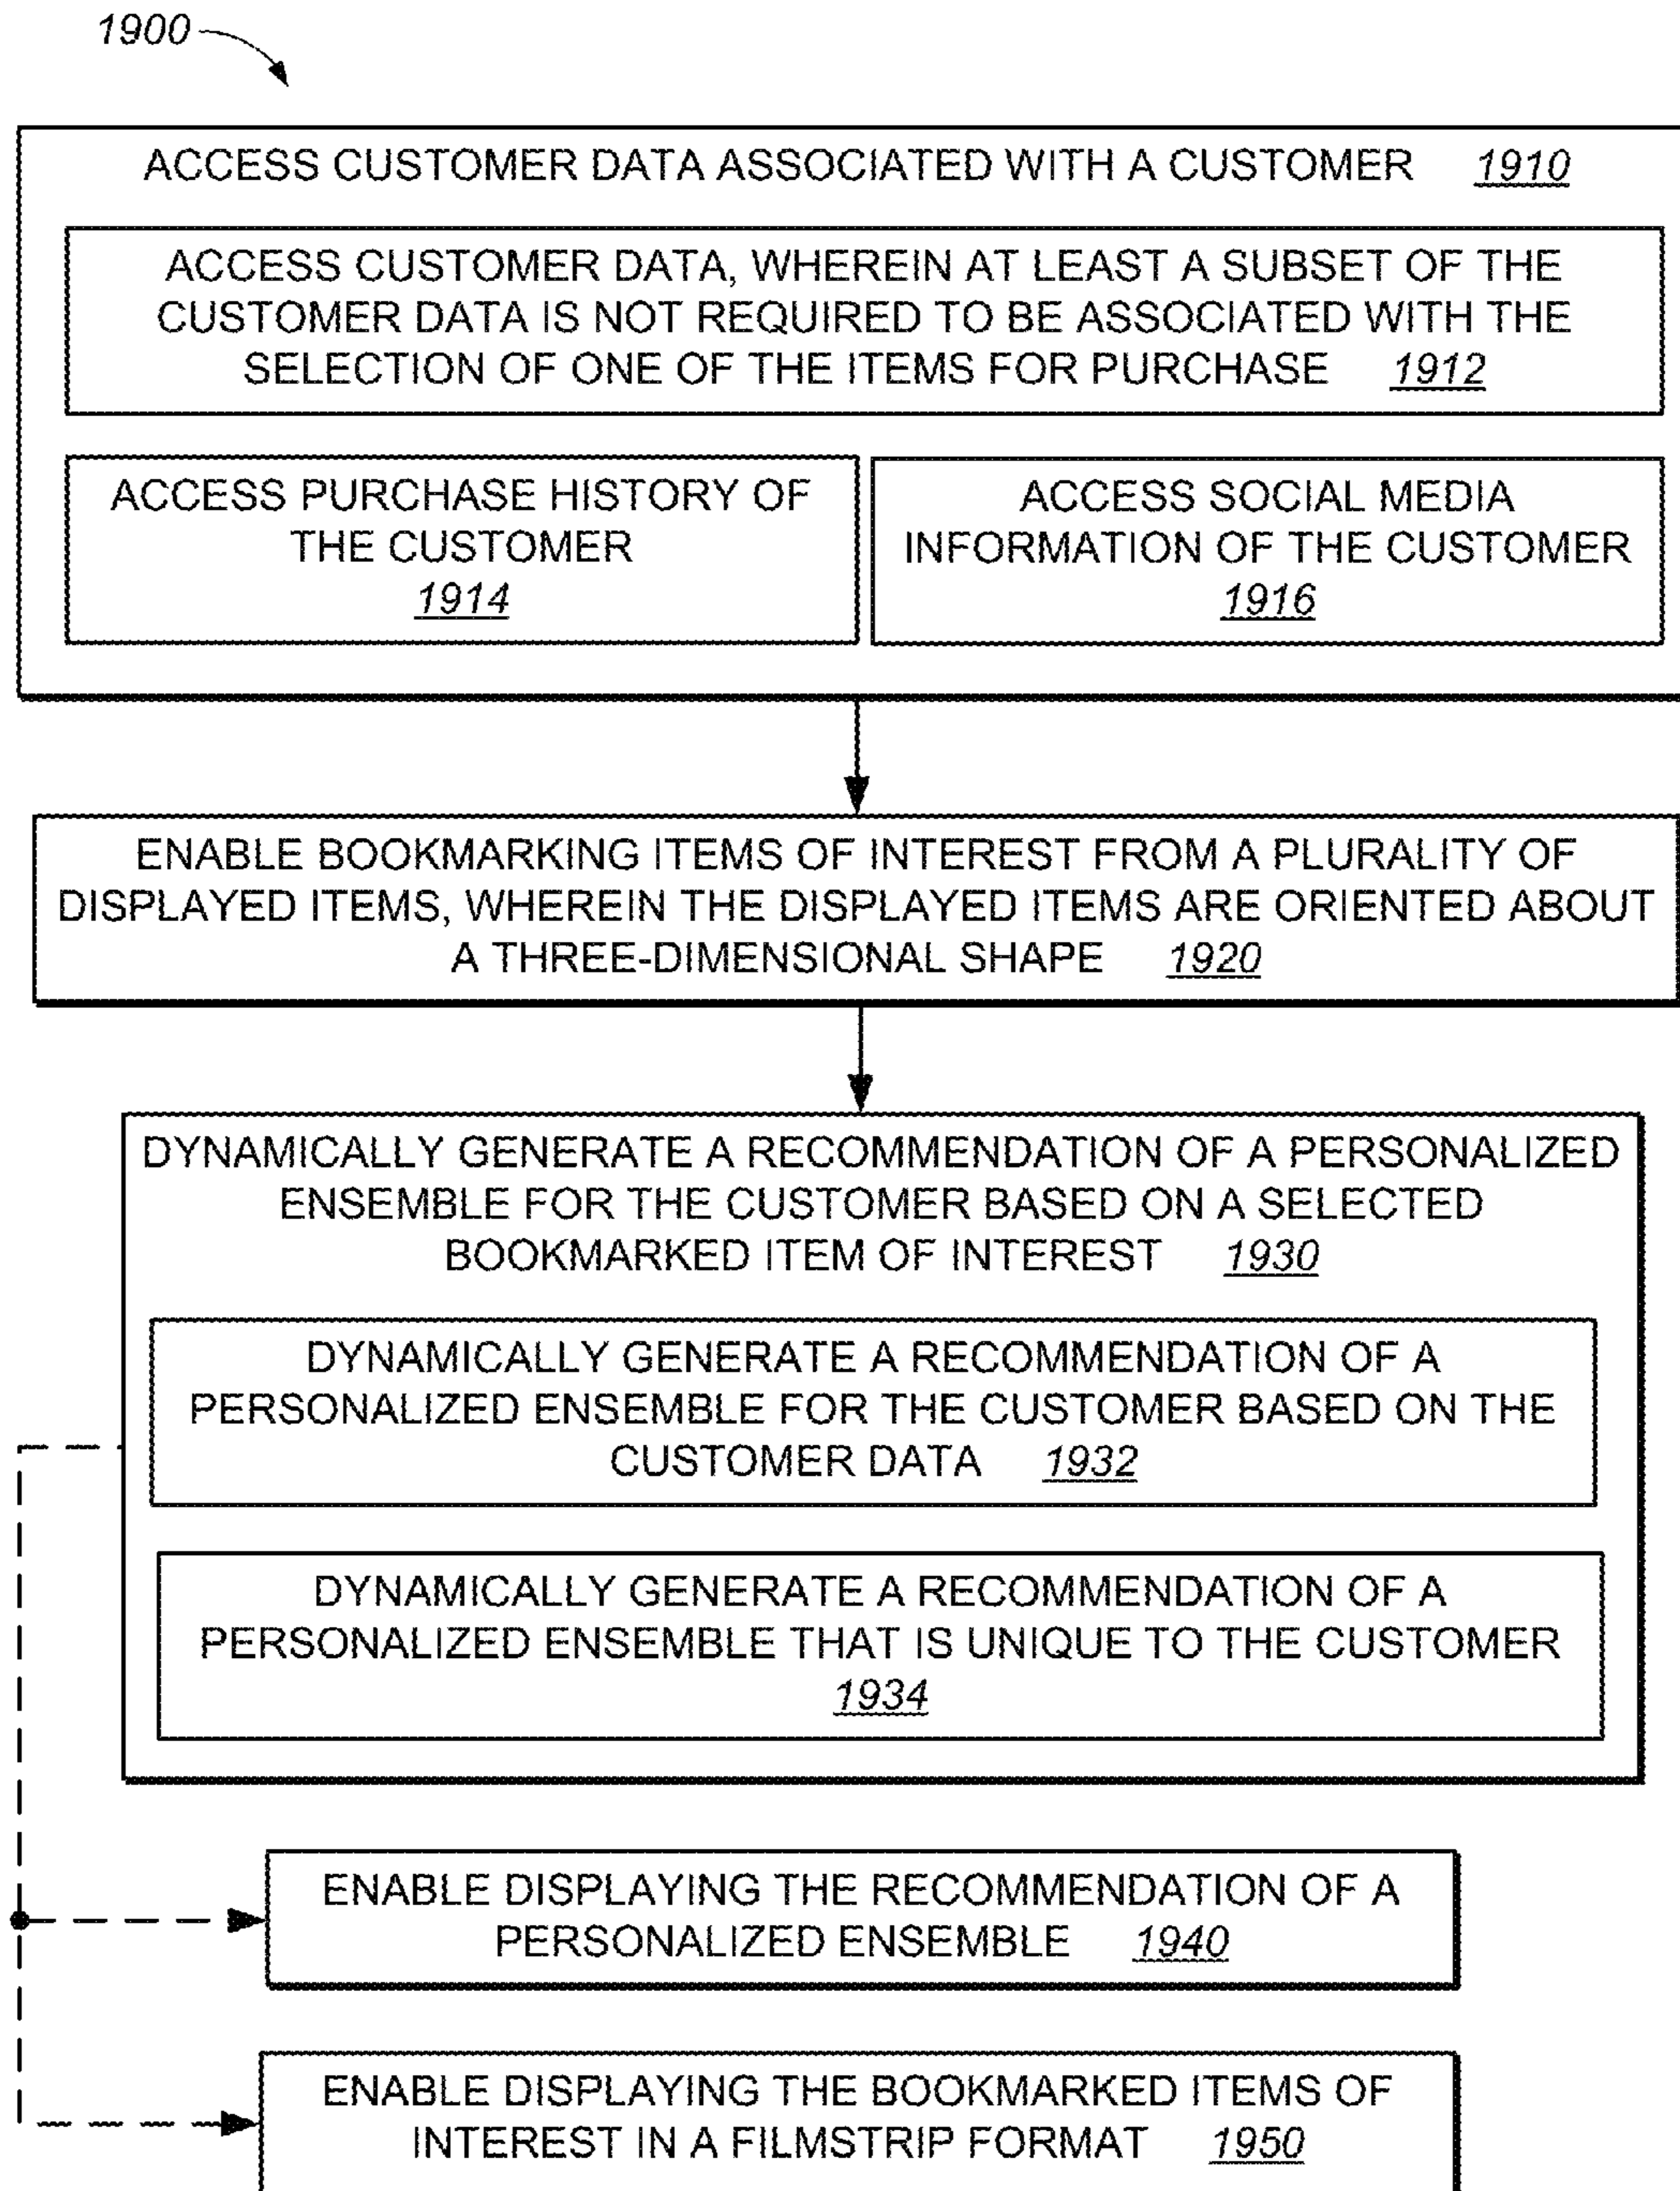 1900
ACCESS CUSTOMER DATA ASSOCIATED WITH A CUSTOMER 1910
ACCESS CUSTOMER DATA, WHEREIN AT LEAST A SUBSET OF THE
CUSTOMER DATA IS NOT REQUIRED TO BE ASSOCIATED WITH THE
SELECTION OF ONE OF THE ITEMS FOR PURCHASE 1912
ACCESS PURCHASE HISTORY OF
THE CUSTOMER
1914
ACCESS SOCIAL MEDIA
INFORMATION OF THE CUSTOMER
1916
ENABLE BOOKMARKING ITEMS OF INTEREST FROM A PLURALITY OF
DISPLAYED ITEMS, WHEREIN THE DISPLAYED ITEMS ARE ORIENTED ABOUT
A THREE-DIMENSIONAL SHAPE 1920
DYNAMICALLY GENERATE A RECOMMENDATION OF A PERSONALIZED
ENSEMBLE FOR THE CUSTOMER BASED ON A SELECTED
BOOKMARKED ITEM OF INTEREST 1930
DYNAMICALLY GENERATE A RECOMMENDATION OF A
PERSONALIZED ENSEMBLE FOR THE CUSTOMER BASED ON THE
CUSTOMER DATA 1932
DYNAMICALLY GENERATE A RECOMMENDATION OF A
PERSONALIZED ENSEMBLE THAT IS UNIQUE TO THE CUSTOMER
1934
ENABLE DISPLAYING THE RECOMMENDATION OF A
PERSONALIZED ENSEMBLE 1940
ENABLE DISPLAYING THE BOOKMARKED ITEMS OF
INTEREST IN A FILMSTRIP FORMAT 1950